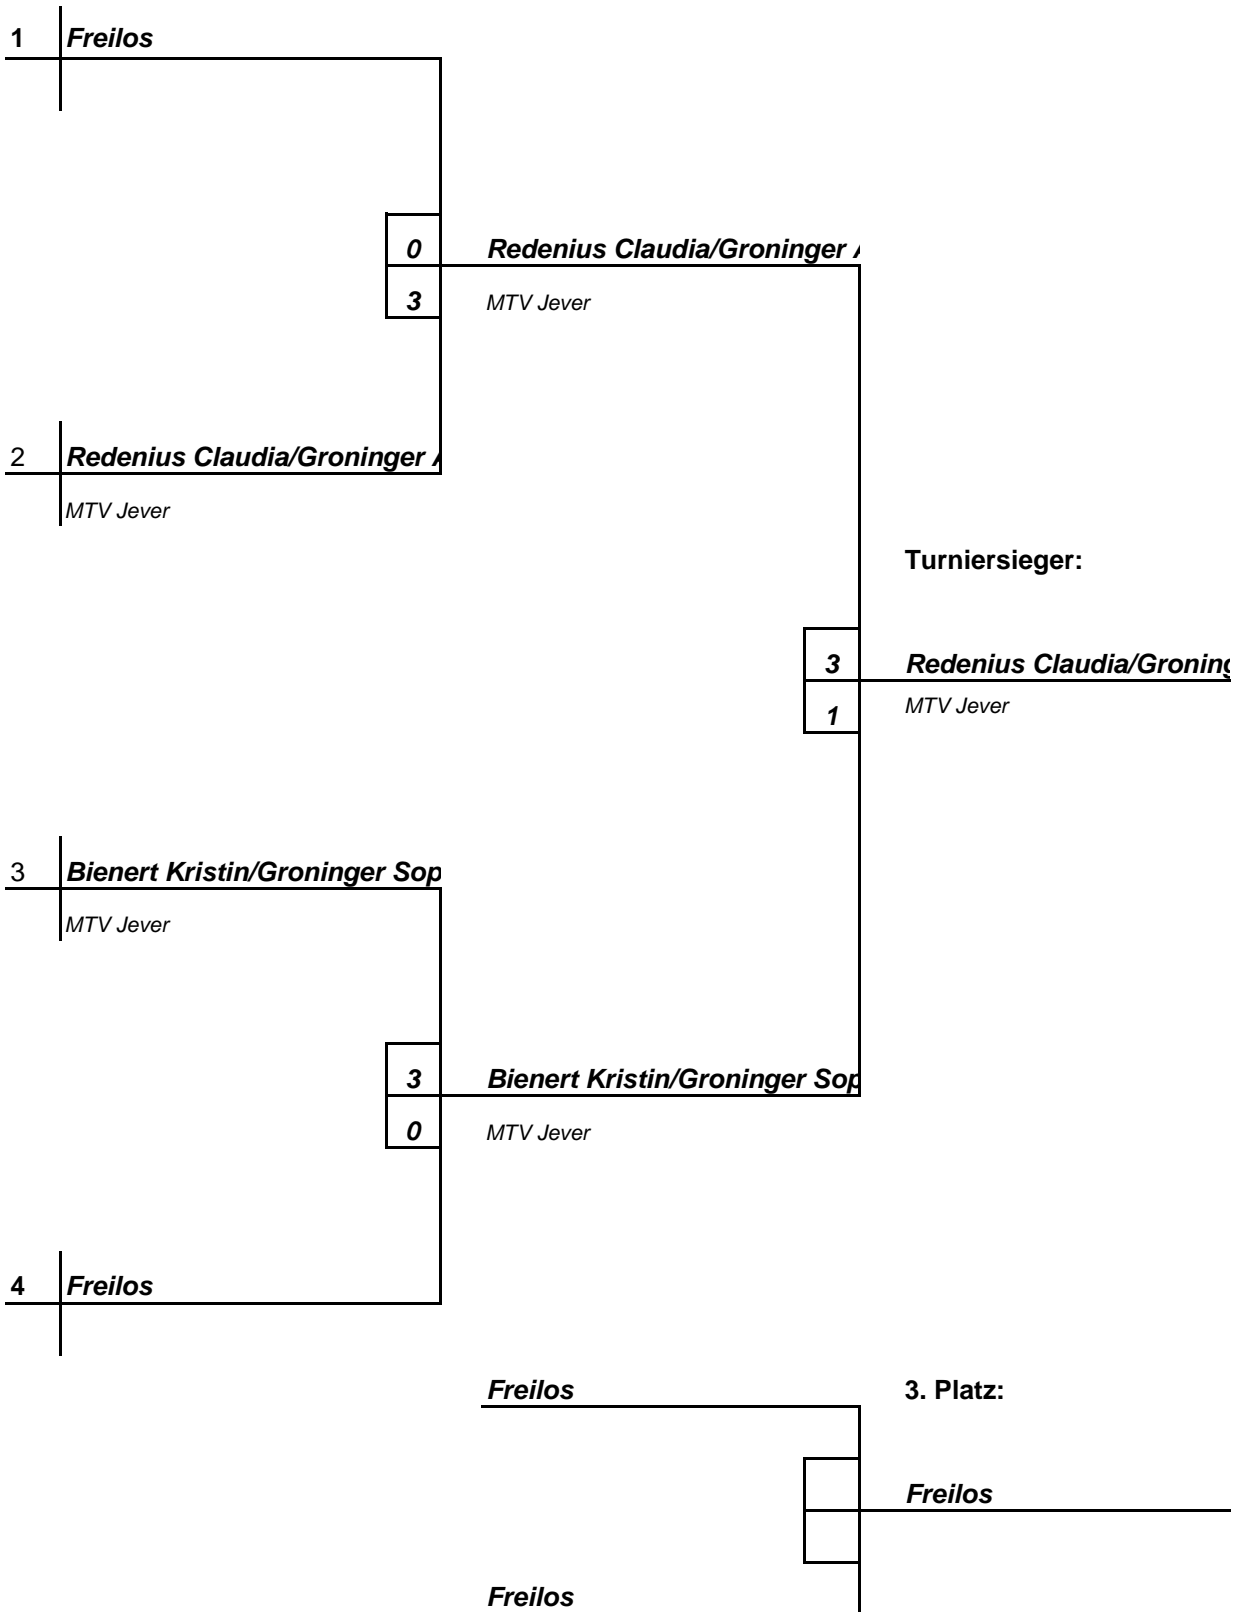 1 Freilos
0 Redenius Claudia/Groninger
3 MTV Jever
2 Redenius Claudia/Groninger
MTV Jever
Turniersieger:
3 Redenius Claudia/Groning
1 MTV Jever
3 Bienert Kristin/Groninger Sop
MTV Jever
3 Bienert Kristin/Groninger Sop
0 MTV Jever
4 Freilos
Freilos 3. Platz:
Freilos
Freilos